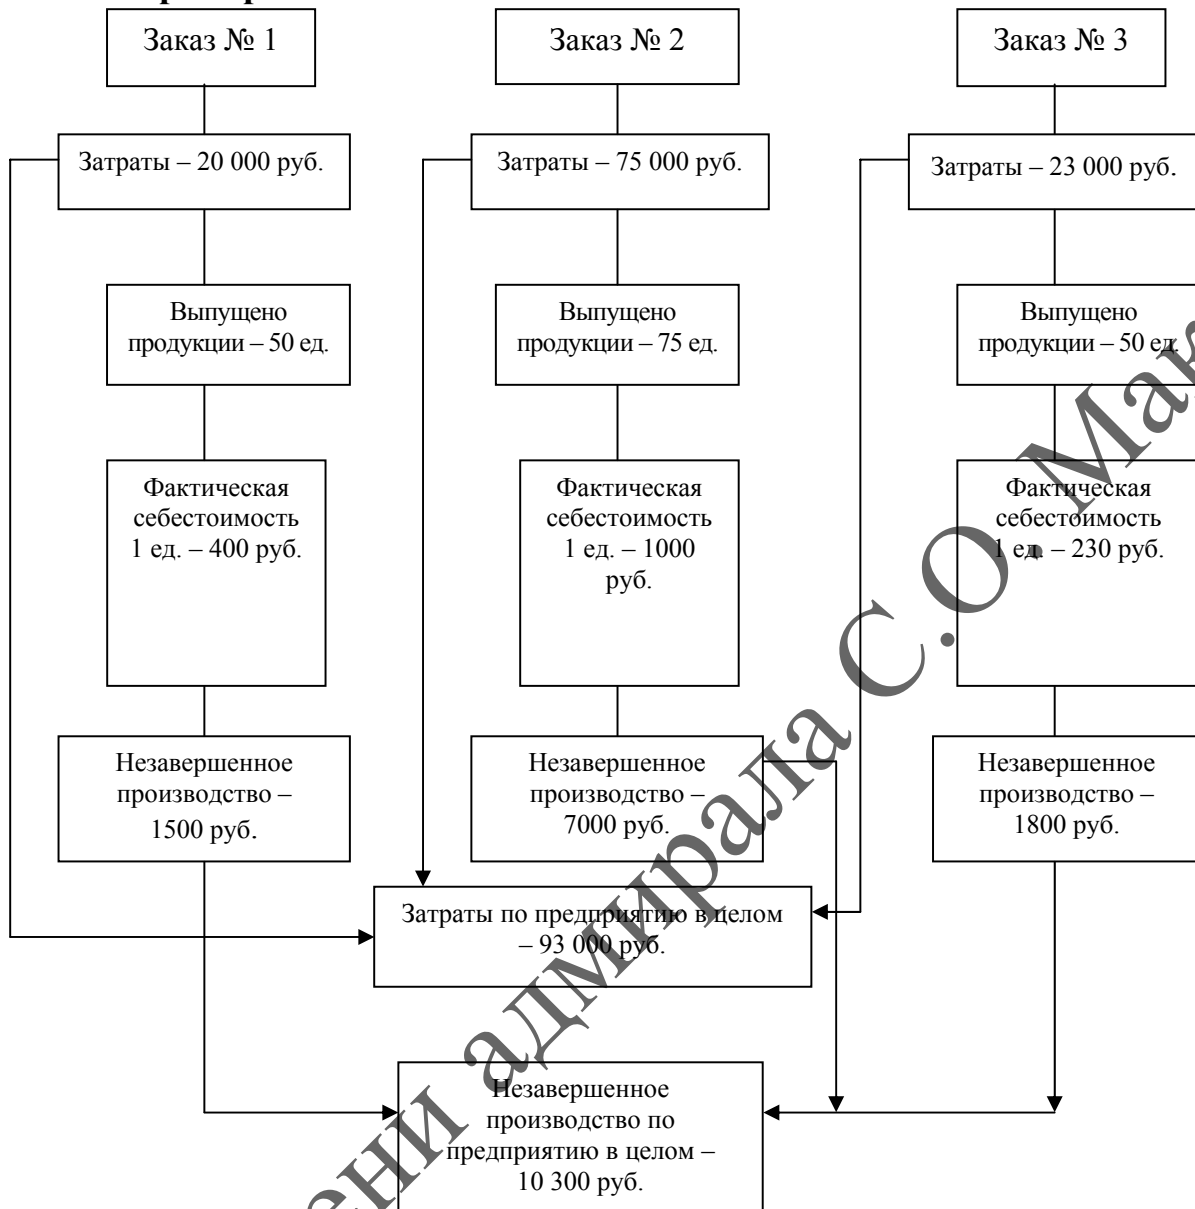 Заказ № 1
Заказ № 2
Заказ № 3
Затраты – 20 000 руб.
Затраты – 75 000 руб.
Затраты – 23 000 руб.
Выпущено
продукции – 50 ед.
Выпущено
продукции – 75 ед.
Выпущено
продукции – 50 ед.
Фактическая
себестоимость
1 ед. – 400 руб.
Фактическая
себестоимость
1 ед. – 1000
руб.
Фактическая
себестоимость
1 ед. – 230 руб.
Незавершенное
производство –
1500 руб.
Незавершенное
производство –
7000 руб.
Незавершенное
производство –
1800 руб.
Затраты по предприятию в целом
– 93 000 руб.
Незавершенное
производство по
предприятию в целом –
10 300 руб.
адмирала С.О.